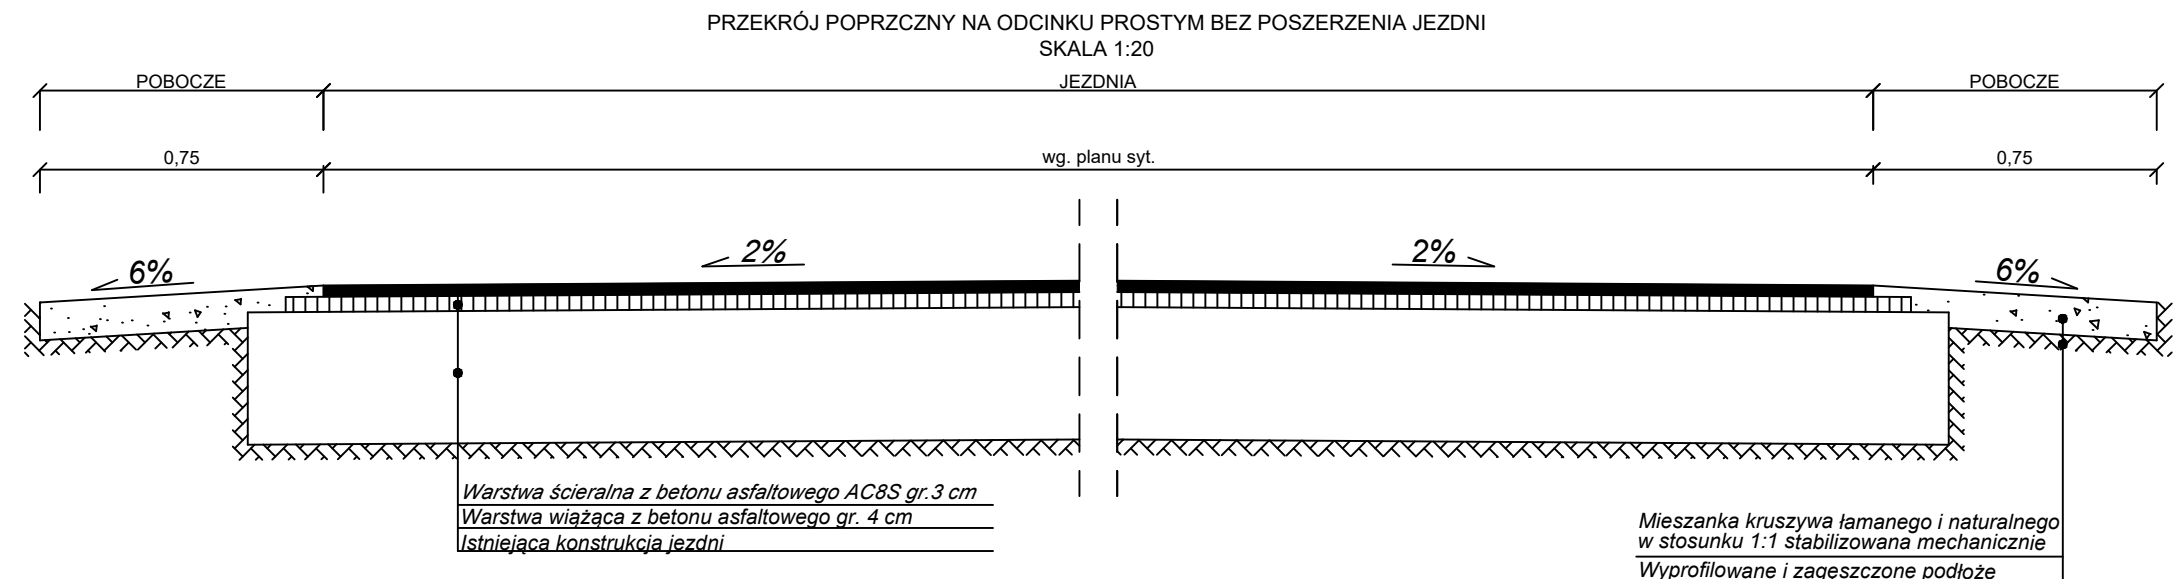 PRZEKRÓJ POPRZCZNY NA ODCINKU PROSTYM BEZ POSZERZENIA JEZDNI
SKALA 1:20
POBOCZE JEZDNIA POBOCZE
0,75 wg. planu syt. 0,75
6% 2% 2% 6%
Warstwa ścieralna z betonu asfaltowego AC8S gr.3 cm
Warstwa wiążąca z betonu asfaltowego gr. 4 cm
Istniejąca konstrukcja jezdni
Mieszanka kruszywa łamanego i naturalnego
w stosunku 1:1 stabilizowana mechanicznie
Wyprofilowane i zagęszczone podłoże